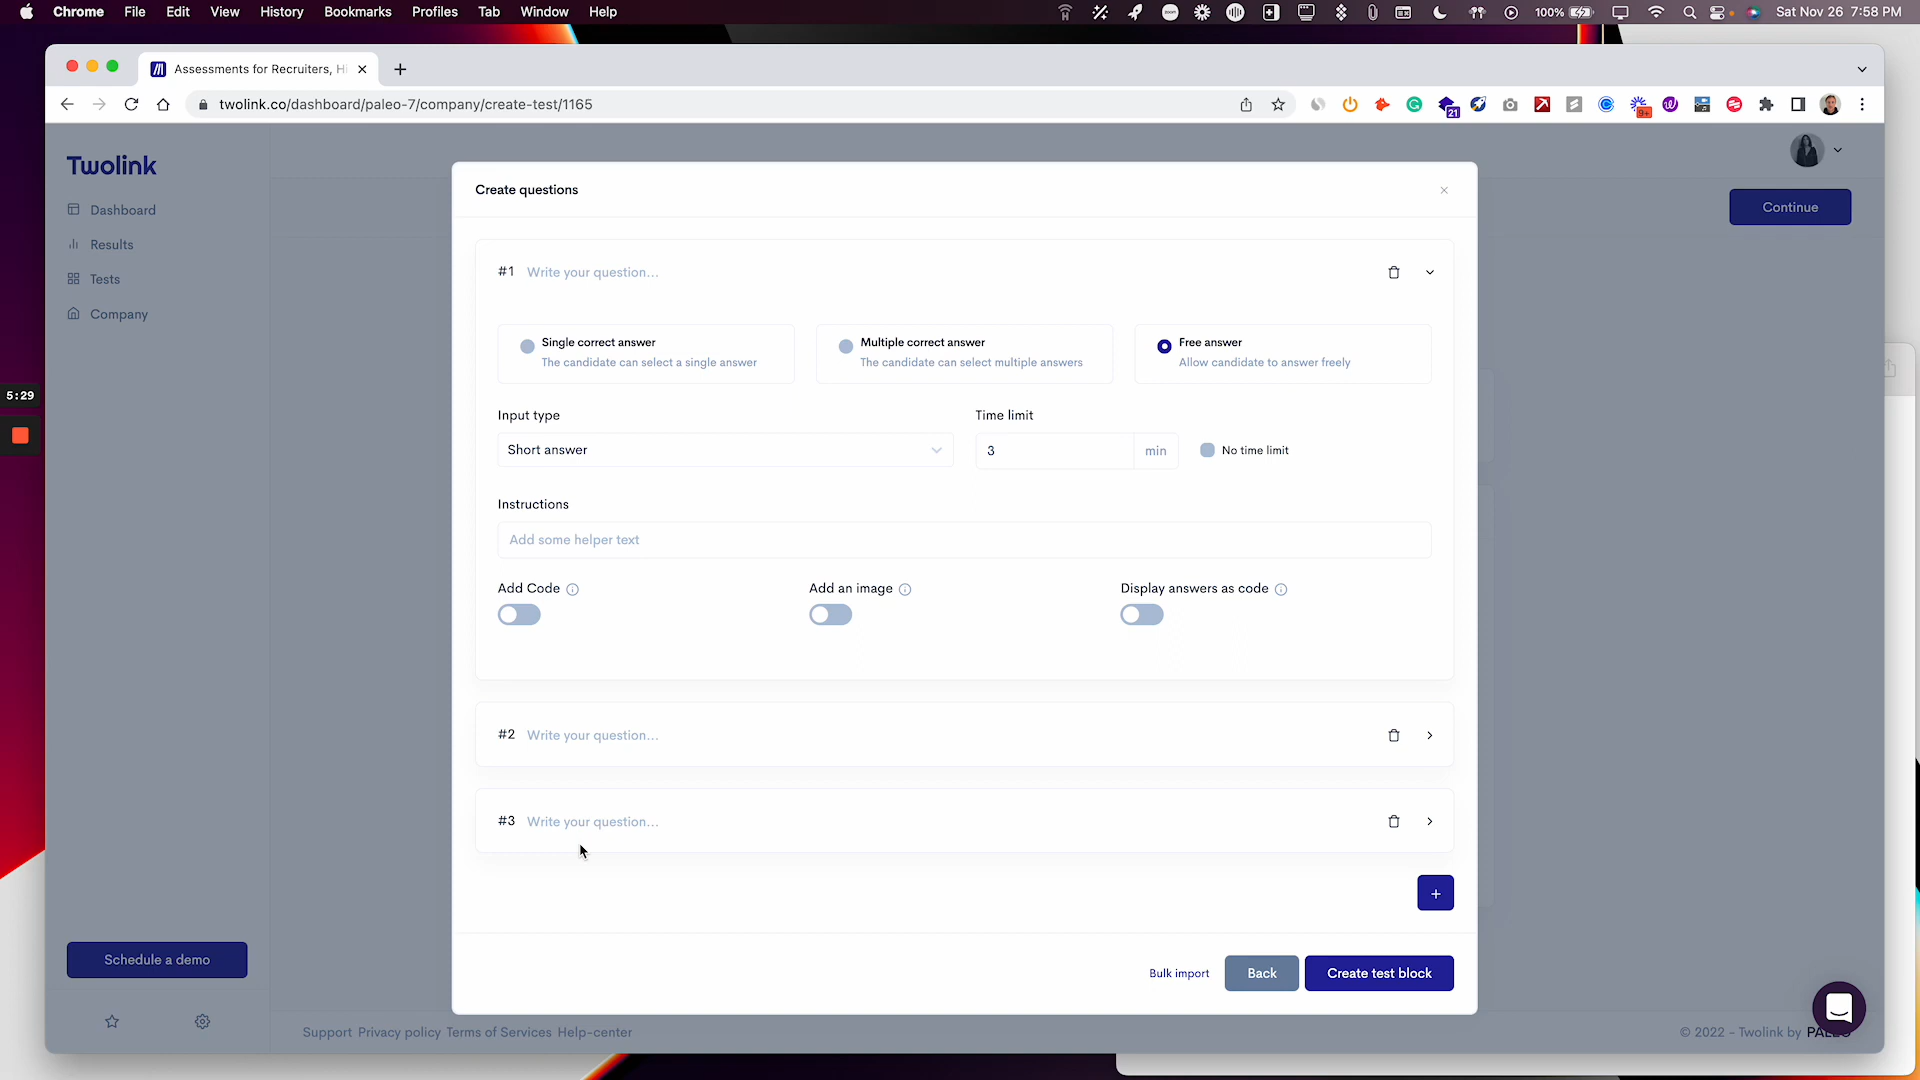 Chrome File Edit View History Bookmarks Profiles Tab Window Help
100% Sat Nov 26 7:58 PM
Assessments for Recruiters, Hi
twolink.co/dashboard/paleo-7/company/create-test/1165
21
9+
Twolink
Dashboard
Results
Tests
Company
Continue
5:29
Create questions
#1 Write your question...
Single correct answer
The candidate can select a single answer
Multiple correct answer
The candidate can select multiple answers
Free answer
Allow candidate to answer freely
Input type
Short answer
Time limit
3 min
No time limit
Instructions
Add some helper text
Add Code
Add an image
Display answers as code
#2 Write your question...
#3 Write your question...
+
Bulk import Back Create test block
Schedule a demo
Support Privacy policy Terms of Services Help-center
© 2022 - Twolink by